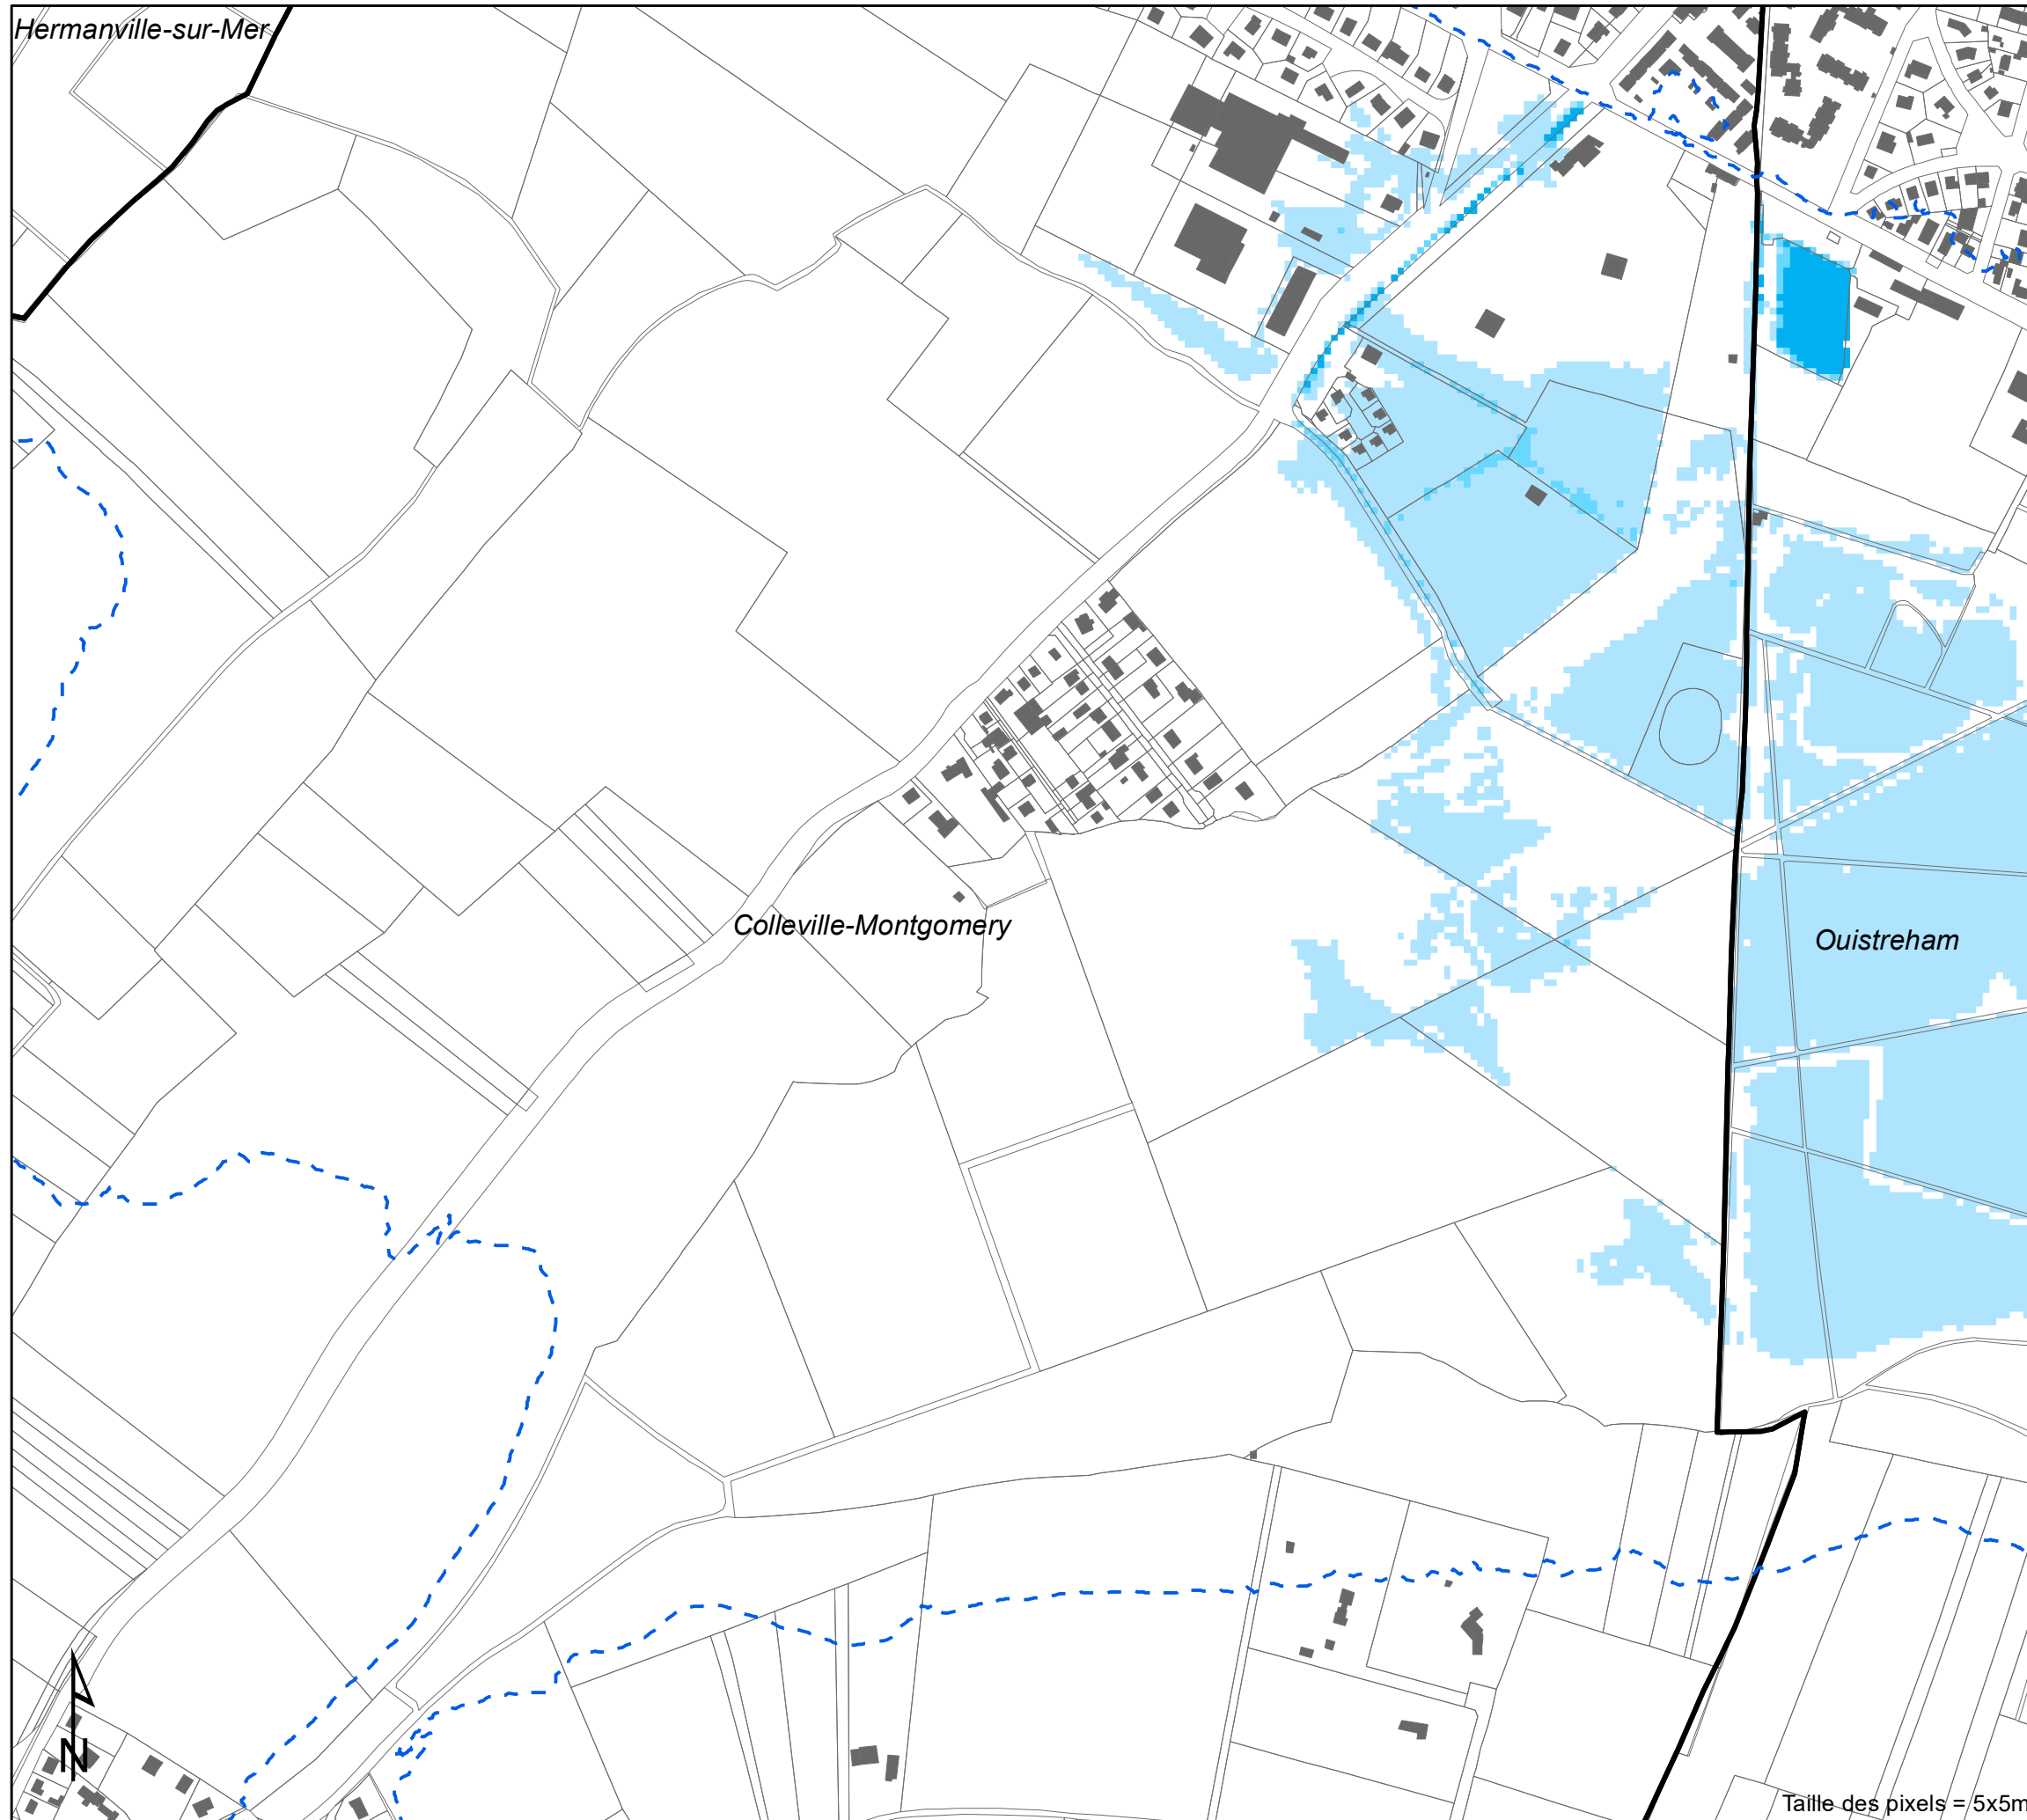 Hermanville-sur-Mer
Colleville-Montgomery
Ouistreham
N
Taille des pixels = 5x5m